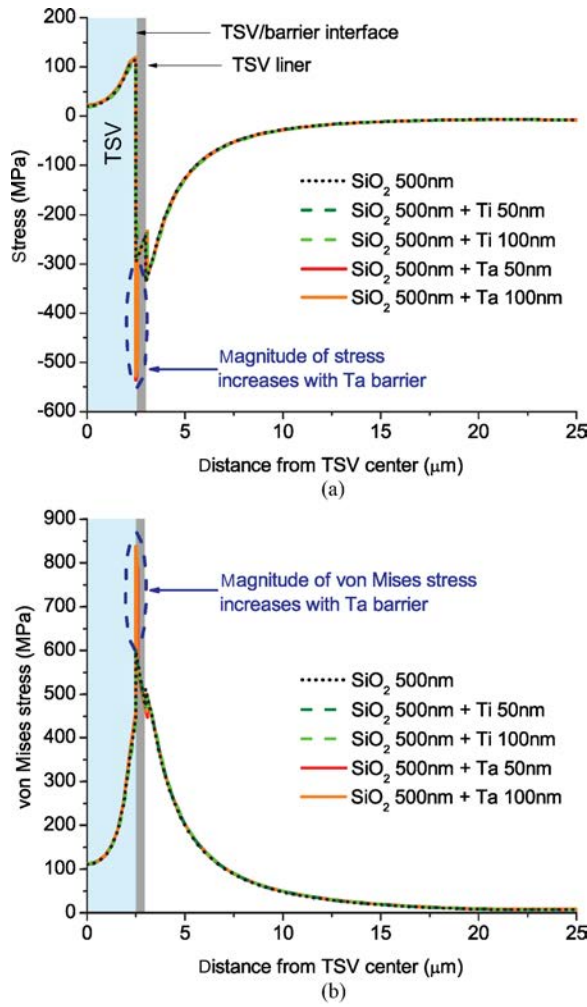 TSV/barrier interface
TSV liner
200
100
0
-100
-200
-300
-400
-500
-600
Stress (MPa)
TSV
SiO2 500nm
SiO2 500nm + Ti 50nm
SiO2 500nm + Ti 100nm
SiO2 500nm + Ta 50nm
SiO2 500nm + Ta 100nm
Magnitude of stress
increases with Ta barrier
0 5 10 15 20 25
Distance from TSV center (μm)
(a)
900
800
700
600
500
400
300
200
100
0
von Mises stress (MPa)
Magnitude of von Mises stress
increases with Ta barrier
SiO2 500nm
SiO2 500nm + Ti 50nm
SiO2 500nm + Ti 100nm
SiO2 500nm + Ta 50nm
SiO2 500nm + Ta 100nm
0 5 10 15 20 25
Distance from TSV center (μm)
(b)